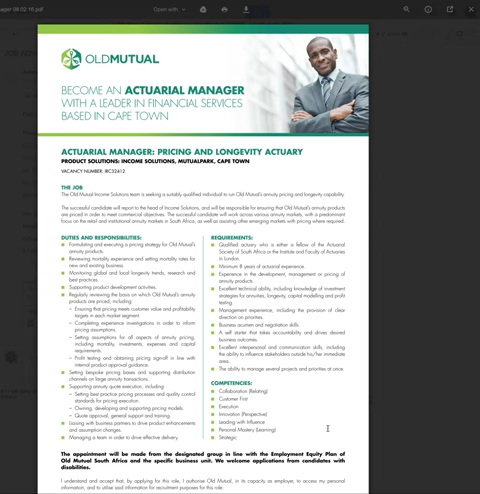 Open with
OLDMUTUAL
BECOME AN ACTUARIAL MANAGER
WITH A LEADER IN FINANCIAL SERVICES
BASED IN CAPE TOWN
ACTUARIAL MANAGER: PRICING AND LONGEVITY ACTUARY
PRODUCT SOLUTIONS: INCOME SOLUTIONS, MUTUALPARK, CAPE TOWN
VACANCY NUMBER: IRC32412
THE JOB
The Old Mutual Income Solutions team is seeking a suitably qualified individual to run Old Mutual's annuity pricing and longevity capability.
The successful candidate will report to the Head of Income Solutions, and will be responsible for ensuring that Old Mutual's annuity products
are priced in order to meet commercial objectives. The successful candidate will work across various annuity markets, with a predominant
focus on the retail and institutional annuity markets in South Africa, as well as assisting other emerging markets with pricing where required.
DUTIES AND RESPONSIBILITIES:
Formulating and executing a pricing strategy for Old Mutual's
annuity products.
Reviewing mortality experience and setting mortality rates for
new and existing business.
Monitoring global and local longevity trends, research and
best practices.
Supporting product development activities.
Regularly reviewing the basis on which Old Mutual's annuity
products are priced, including:
– Ensuring that pricing meets customer value and profitability
targets in each market segment.
– Completing experience investigations in order to inform
pricing assumptions.
– Setting assumptions for all aspects of annuity pricing,
including mortality, investments, expenses and capital
requirements.
– Profit testing and obtaining pricing signoff in line with
internal product approval guidance.
Setting bespoke pricing bases and supporting distribution
channels on large annuity transactions.
Supporting annuity quote execution, including:
– Setting best practice pricing processes and quality control
standards for pricing execution.
– Owning, developing and supporting pricing models.
– Quote approval, general support and training.
Liaising with business partners to drive product enhancements
and assumption changes.
Managing a team in order to drive effective delivery.
REQUIREMENTS:
Qualified actuary who is either a fellow of the Actuarial
Society of South Africa or the Institute and Faculty of Actuaries
in London.
Minimum 8 years of actuarial experience.
Experience in the development, management or pricing of
annuity products.
Excellent technical ability, including knowledge of investment
strategies for annuities, longevity, capital modelling and profit
testing.
Management experience, including the provision of clear
direction on priorities.
Business acumen and negotiation skills.
A self starter that takes accountability and drives desired
business outcomes.
Excellent interpersonal and communication skills, including
the ability to influence stakeholders outside his/her immediate
area.
The ability to manage several projects and priorities at once.
COMPETENCIES:
Collaboration (Relating)
Customer First
Execution
Innovation (Perspective)
Leading with Influence
Personal Mastery (Learning)
Strategic
The appointment will be made from the designated group in line with the Employment Equity Plan of
Old Mutual South Africa and the specific business unit. We welcome applications from candidates with
disabilities.
I understand and accept that, by applying for this role, I authorise Old Mutual, in its capacity as employer, to access my personal
information, and to utilise said information for recruitment purposes for this role.